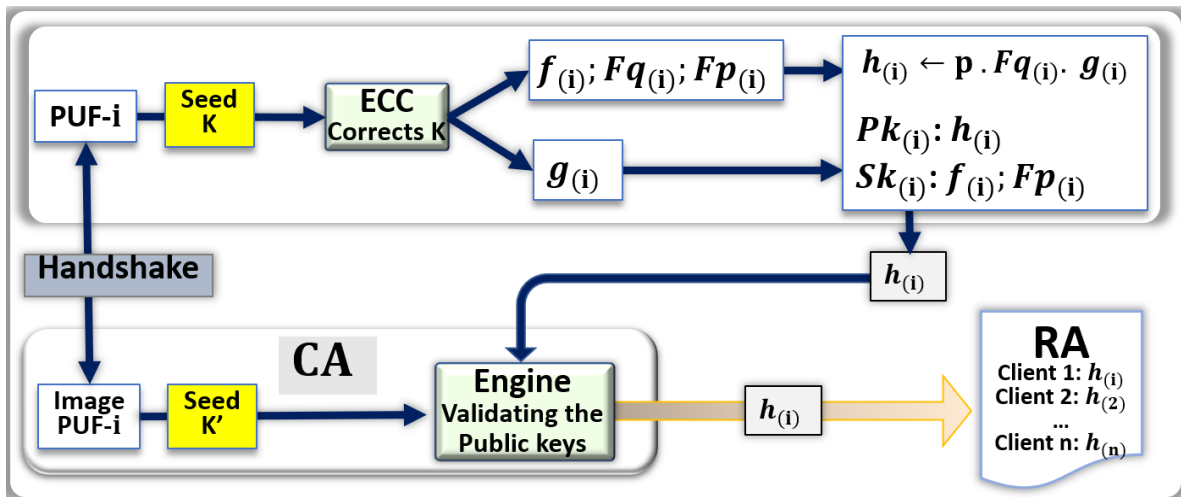 PUF-i
Seed
K
ECC
Corrects K
f(i); Fq(i); Fp(i)
g(i)
h(i) ← p . Fq(i). g(i)
Pk(i): h(i)
Sk(i): f(i); Fp(i)
Handshake
h(i)
CA
Image
PUF-i
Seed
K’
Engine
Validating the
Public keys
h(i)
RA
Client 1: h(i)
Client 2: h(2)
...
Client n: h(n)